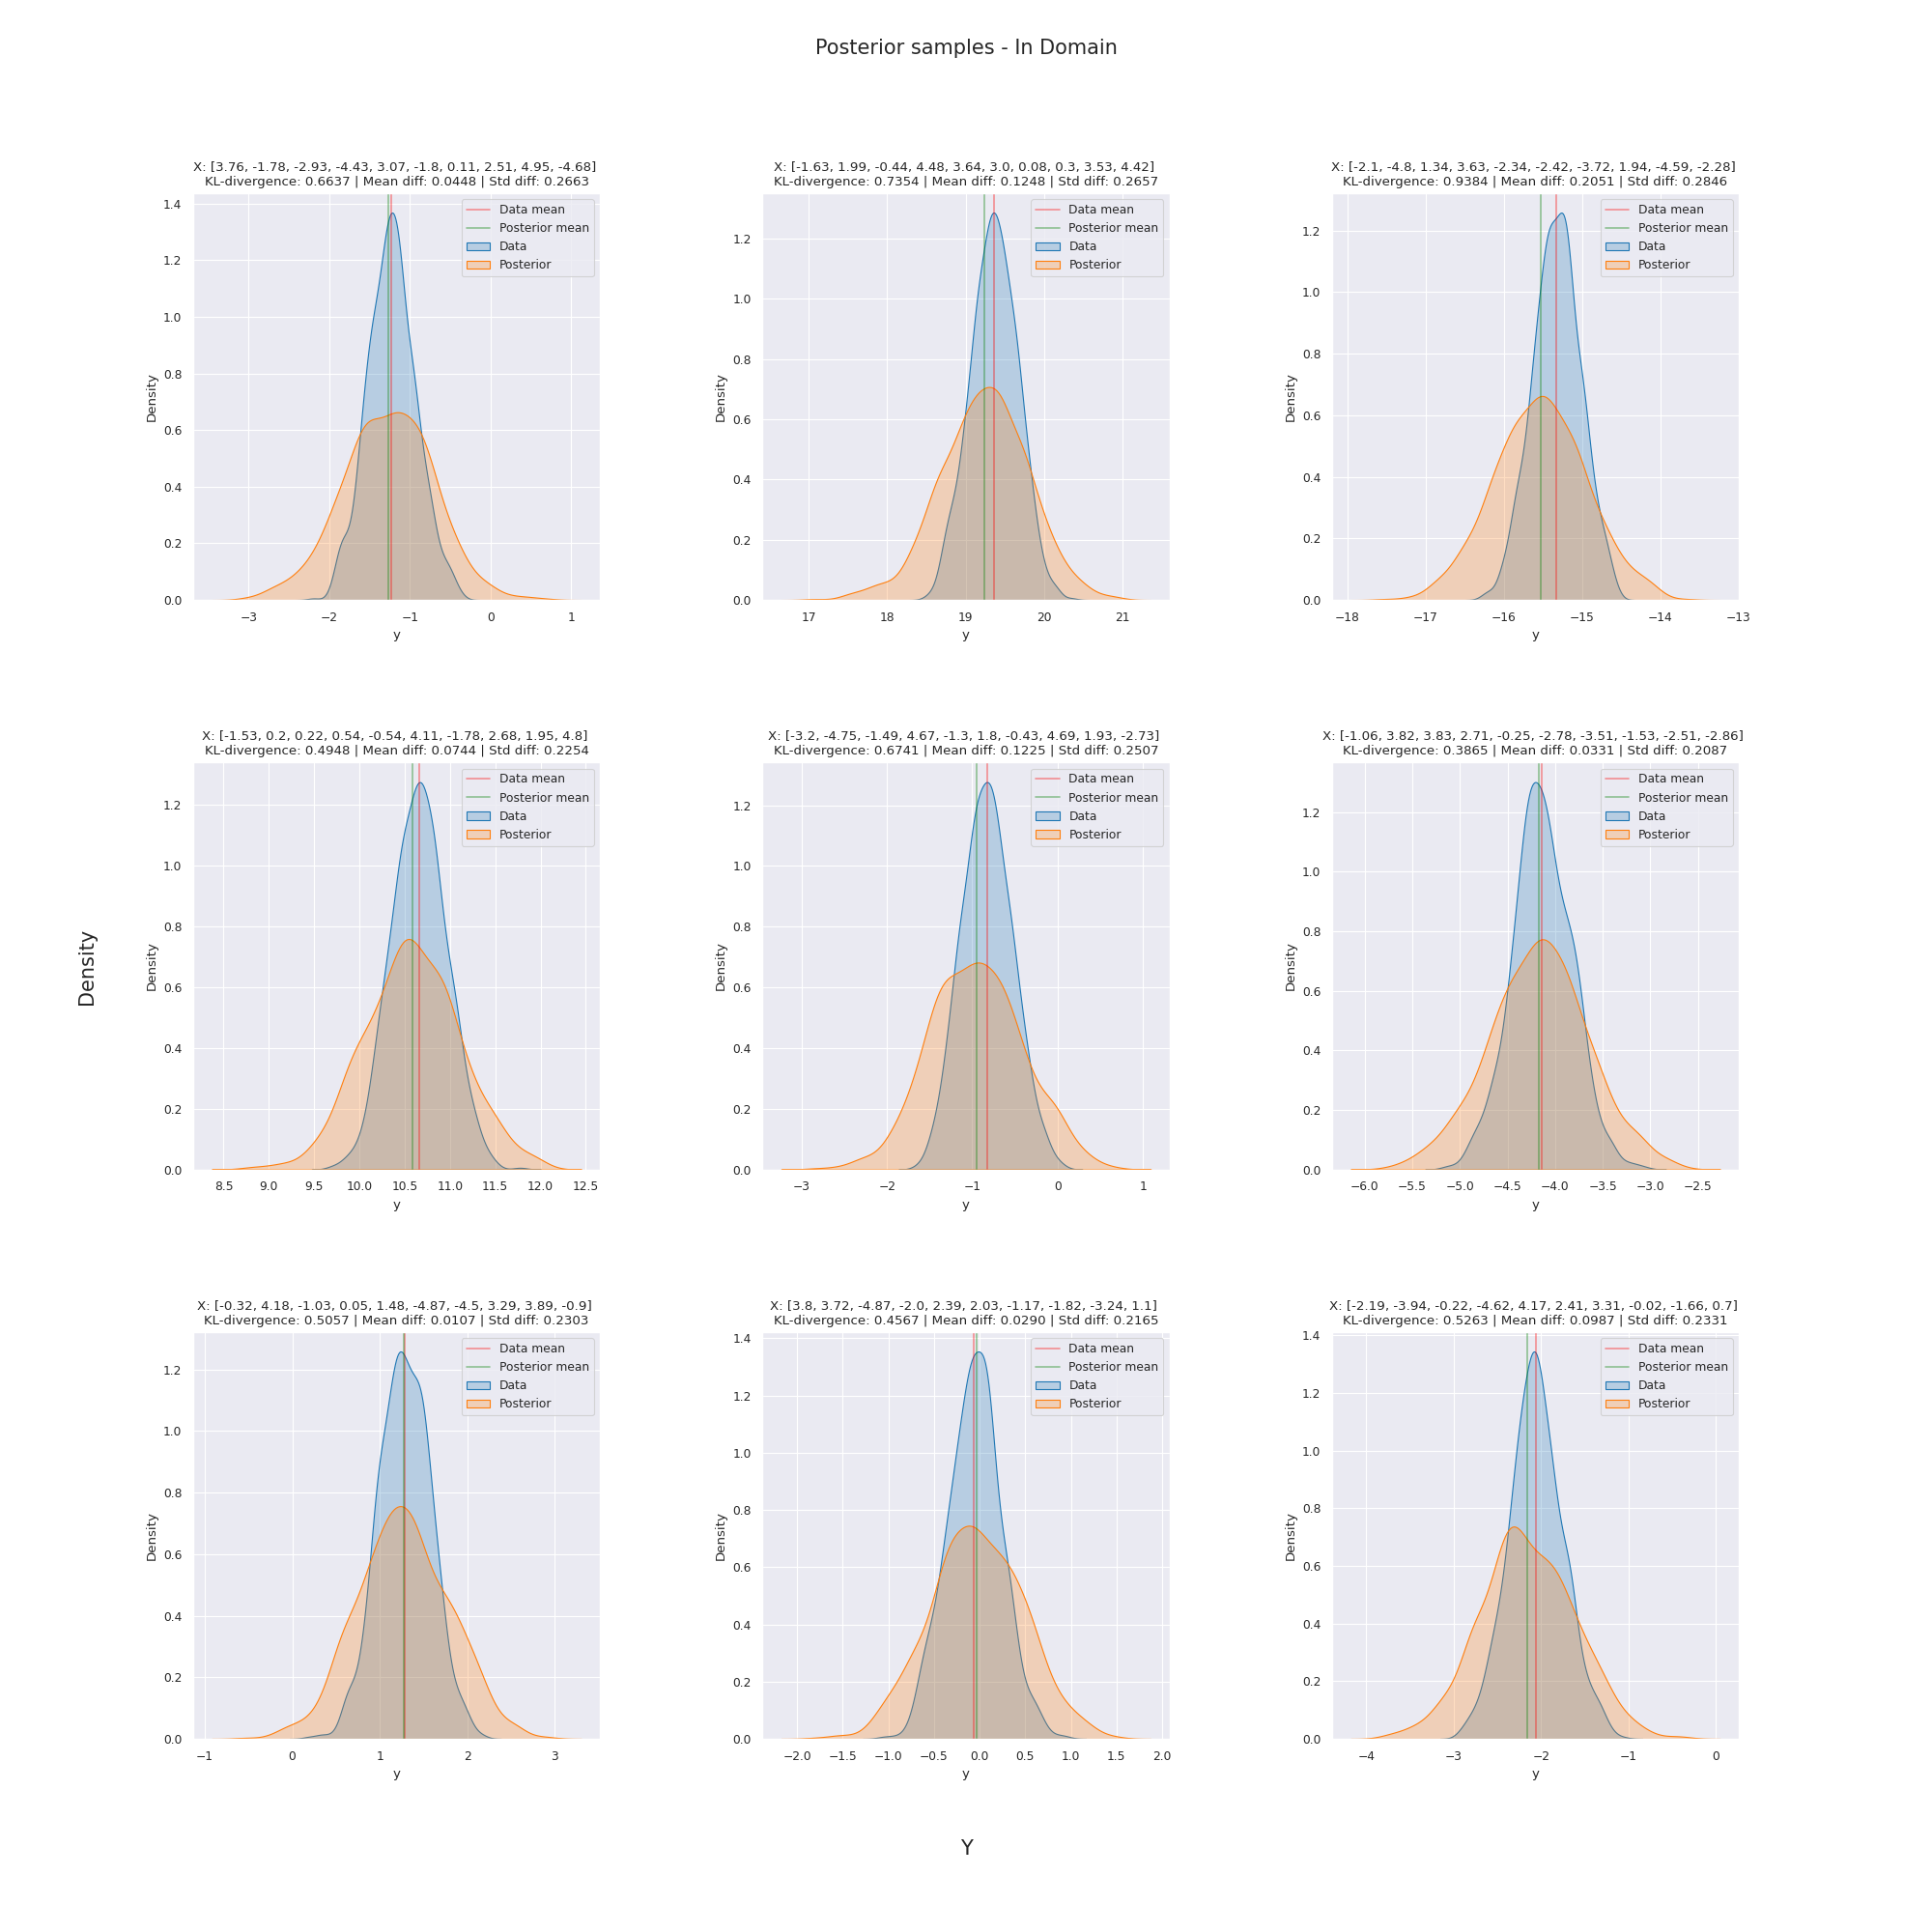 Posterior samples - In Domain
X: [3.76, -1.78, -2.93, -4.43, 3.07, -1.8, 0.11, 2.51, 4.95, -4.68]
KL-divergence: 0.6637 | Mean diff: 0.0448 | Std diff: 0.2663
Data mean
Posterior mean
Data
Posterior
1.4
1.2
1.0
0.8
0.6
0.4
0.2
0.0
Density
−3 −2 −1 0 1
y
X: [-1.63, 1.99, -0.44, 4.48, 3.64, 3.0, 0.08, 0.3, 3.53, 4.42]
KL-divergence: 0.7354 | Mean diff: 0.1248 | Std diff: 0.2657
Data mean
Posterior mean
Data
Posterior
1.2
1.0
0.8
0.6
0.4
0.2
0.0
Density
17 18 19 20 21
y
X: [-2.1, -4.8, 1.34, 3.63, -2.34, -2.42, -3.72, 1.94, -4.59, -2.28]
KL-divergence: 0.9384 | Mean diff: 0.2051 | Std diff: 0.2846
Data mean
Posterior mean
Data
Posterior
1.2
1.0
0.8
0.6
0.4
0.2
0.0
Density
−18 −17 −16 −15 −14 −13
y
Density
X: [-1.53, 0.2, 0.22, 0.54, -0.54, 4.11, -1.78, 2.68, 1.95, 4.8]
KL-divergence: 0.4948 | Mean diff: 0.0744 | Std diff: 0.2254
Data mean
Posterior mean
Data
Posterior
1.2
1.0
0.8
0.6
0.4
0.2
0.0
Density
8.5 9.0 9.5 10.0 10.5 11.0 11.5 12.0 12.5
y
X: [-3.2, -4.75, -1.49, 4.67, -1.3, 1.8, -0.43, 4.69, 1.93, -2.73]
KL-divergence: 0.6741 | Mean diff: 0.1225 | Std diff: 0.2507
Data mean
Posterior mean
Data
Posterior
1.2
1.0
0.8
0.6
0.4
0.2
0.0
Density
−3 −2 −1 0 1
y
X: [-1.06, 3.82, 3.83, 2.71, -0.25, -2.78, -3.51, -1.53, -2.51, -2.86]
KL-divergence: 0.3865 | Mean diff: 0.0331 | Std diff: 0.2087
Data mean
Posterior mean
Data
Posterior
1.2
1.0
0.8
0.6
0.4
0.2
0.0
Density
−6.0 −5.5 −5.0 −4.5 −4.0 −3.5 −3.0 −2.5
y
X: [-0.32, 4.18, -1.03, 0.05, 1.48, -4.87, -4.5, 3.29, 3.89, -0.9]
KL-divergence: 0.5057 | Mean diff: 0.0107 | Std diff: 0.2303
Data mean
Posterior mean
Data
Posterior
1.2
1.0
0.8
0.6
0.4
0.2
0.0
Density
−1 0 1 2 3
y
X: [3.8, 3.72, -4.87, -2.0, 2.39, 2.03, -1.17, -1.82, -3.24, 1.1]
KL-divergence: 0.4567 | Mean diff: 0.0290 | Std diff: 0.2165
Data mean
Posterior mean
Data
Posterior
1.4
1.2
1.0
0.8
0.6
0.4
0.2
0.0
Density
−2.0 −1.5 −1.0 −0.5 0.0 0.5 1.0 1.5 2.0
y
X: [-2.19, -3.94, -0.22, -4.62, 4.17, 2.41, 3.31, -0.02, -1.66, 0.7]
KL-divergence: 0.5263 | Mean diff: 0.0987 | Std diff: 0.2331
Data mean
Posterior mean
Data
Posterior
1.4
1.2
1.0
0.8
0.6
0.4
0.2
0.0
Density
−4 −3 −2 −1 0
y
Y